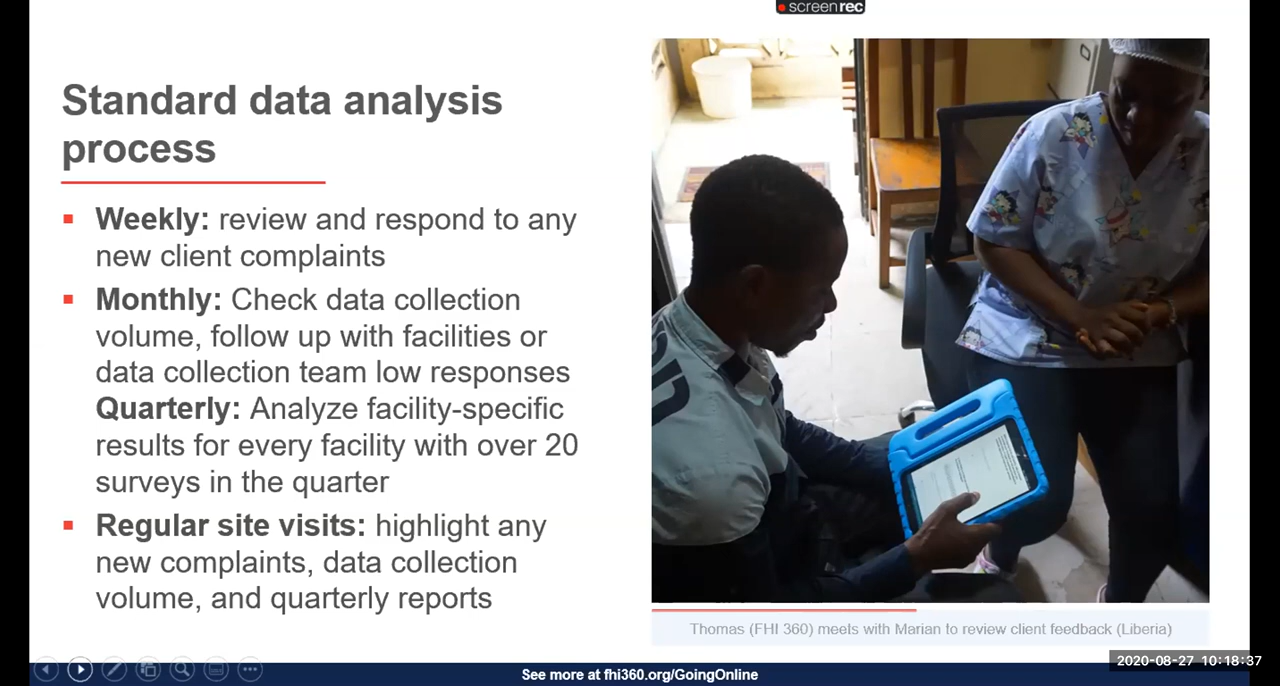 screenrec
Standard data analysis
process
Weekly: review and respond to any
new client complaints
Monthly: Check data collection
volume, follow up with facilities or
data collection team low responses
Quarterly: Analyze facility-specific
results for every facility with over 20
surveys in the quarter
Regular site visits: highlight any
new complaints, data collection
volume, and quarterly reports
Thomas (FHI 360) meets with Marian to review client feedback (Liberia)
2020-08-27 10:18:37
See more at fhi360.org/GoingOnline